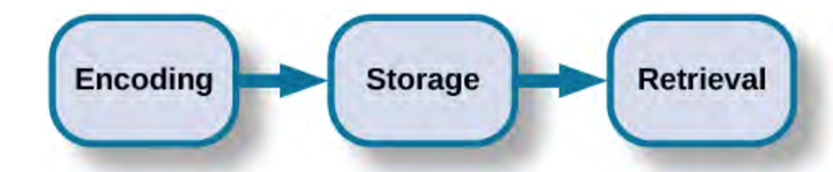 Encoding Storage Retrieval